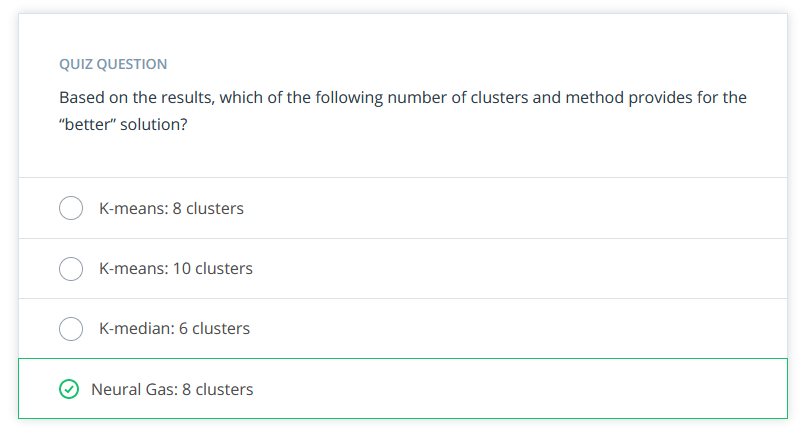 QUIZ QUESTION
Based on the results, which of the following number of clusters and method provides for the
“better” solution?
K-means: 8 clusters
K-means: 10 clusters
K-median: 6 clusters
Neural Gas: 8 clusters